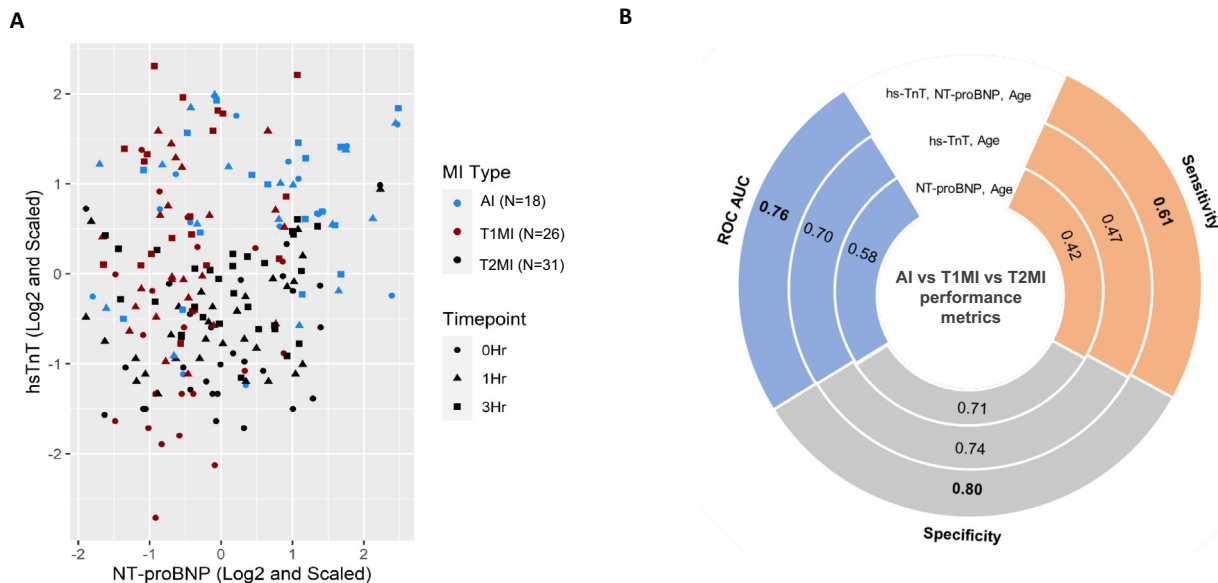 A
hsTnT (Log2 and Scaled)
2
1
0
-1
-2
-2
-1
0
1
2
NT-proBNP (Log2 and Scaled)
MI Type
AI (N=18)
T1MI (N=26)
T2MI (N=31)
Timepoint
0Hr
1Hr
3Hr
B
hs-TnT, NT-proBNP, Age
hs-TnT, Age
NT-proBNP, Age
ROC AUC
0.76
0.70
0.58
Sensitivity
0.61
0.47
0.42
AI vs T1MI vs T2MI
performance
metrics
0.71
0.74
0.80
Specificity